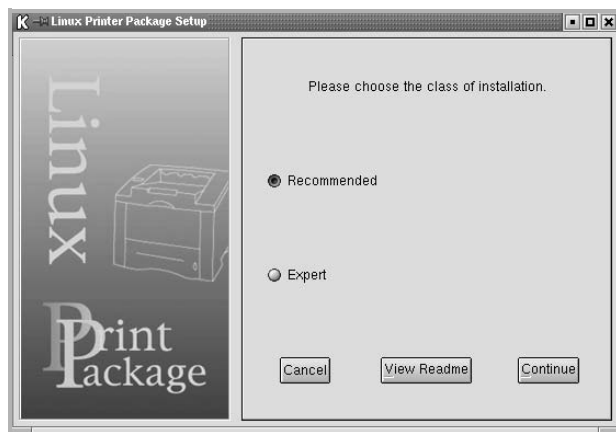 Linux Printer Package Setup
Linux
Print
Package
Please choose the class of installation.
Recommended
Expert
Cancel
View Readme
Continue